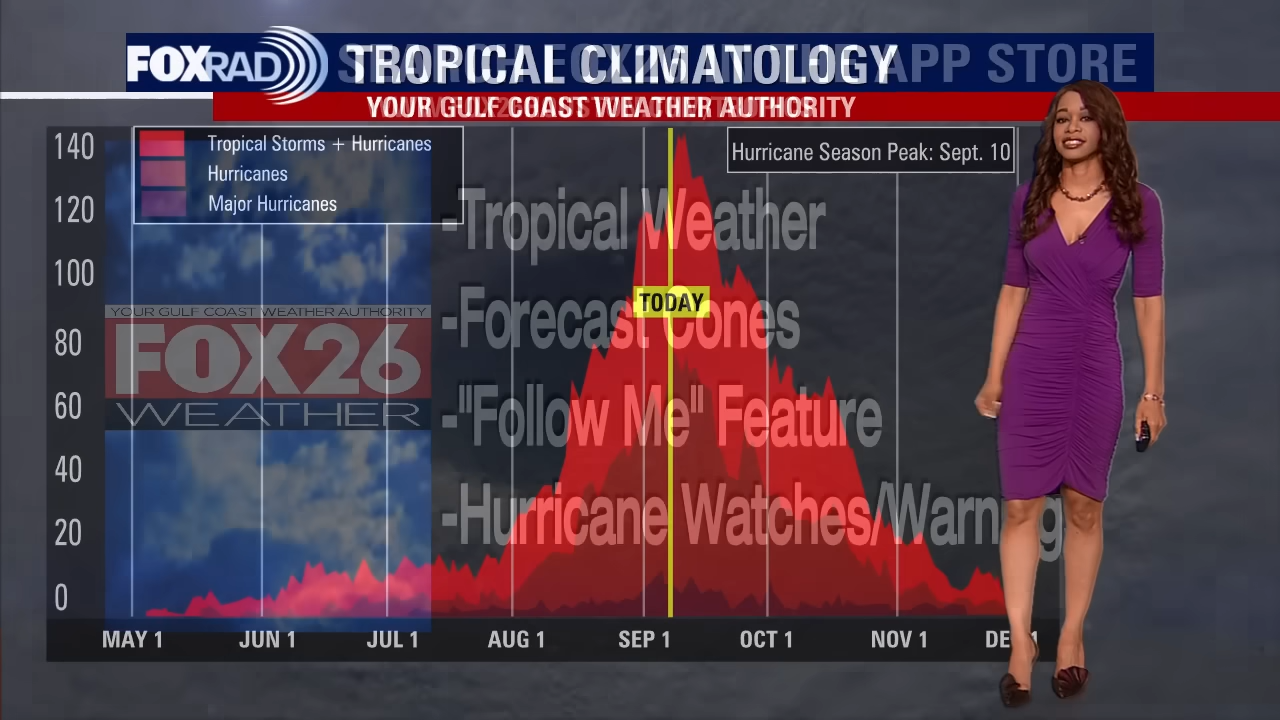 FOXRAD TROPICAL CLIMATOLOGY
APP STORE
YOUR GULF COAST WEATHER AUTHORITY
Tropical Storms + Hurricanes
Hurricanes
Major Hurricanes
Hurricane Season Peak: Sept. 10
140
120
100
80
60
40
20
0
-Tropical Weather
TODAY
-Forecast Cones
-"Follow Me" Feature
-Hurricane Watches/Warning
YOUR GULF COAST WEATHER AUTHORITY
FOX26
WEATHER
MAY 1 JUN 1 JUL 1 AUG 1 SEP 1 OCT 1 NOV 1 DE 1